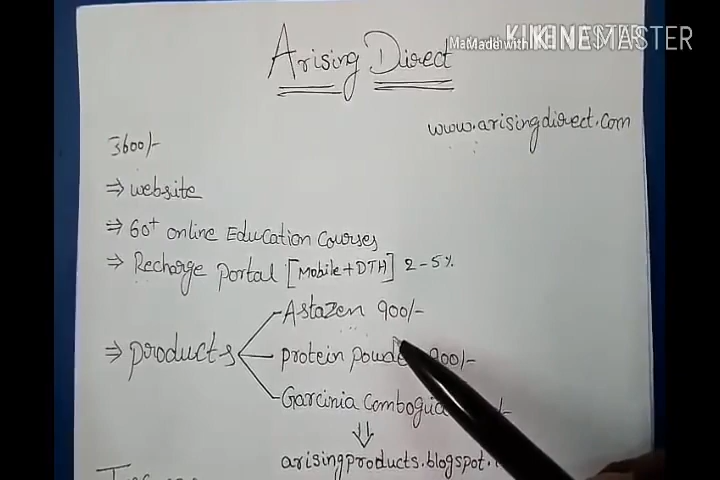 Arising Direct
Made with KINEMASTER
www.arisingdirect.com
3600/-
⇒ website
⇒ 60+ online Education Courses
⇒ Recharge portal [Mobile+DTH] 2-5%
Astazen 900/-
⇒ products
protein powder 900/-
Garcinia Combogia
arisingproducts.blogspot.